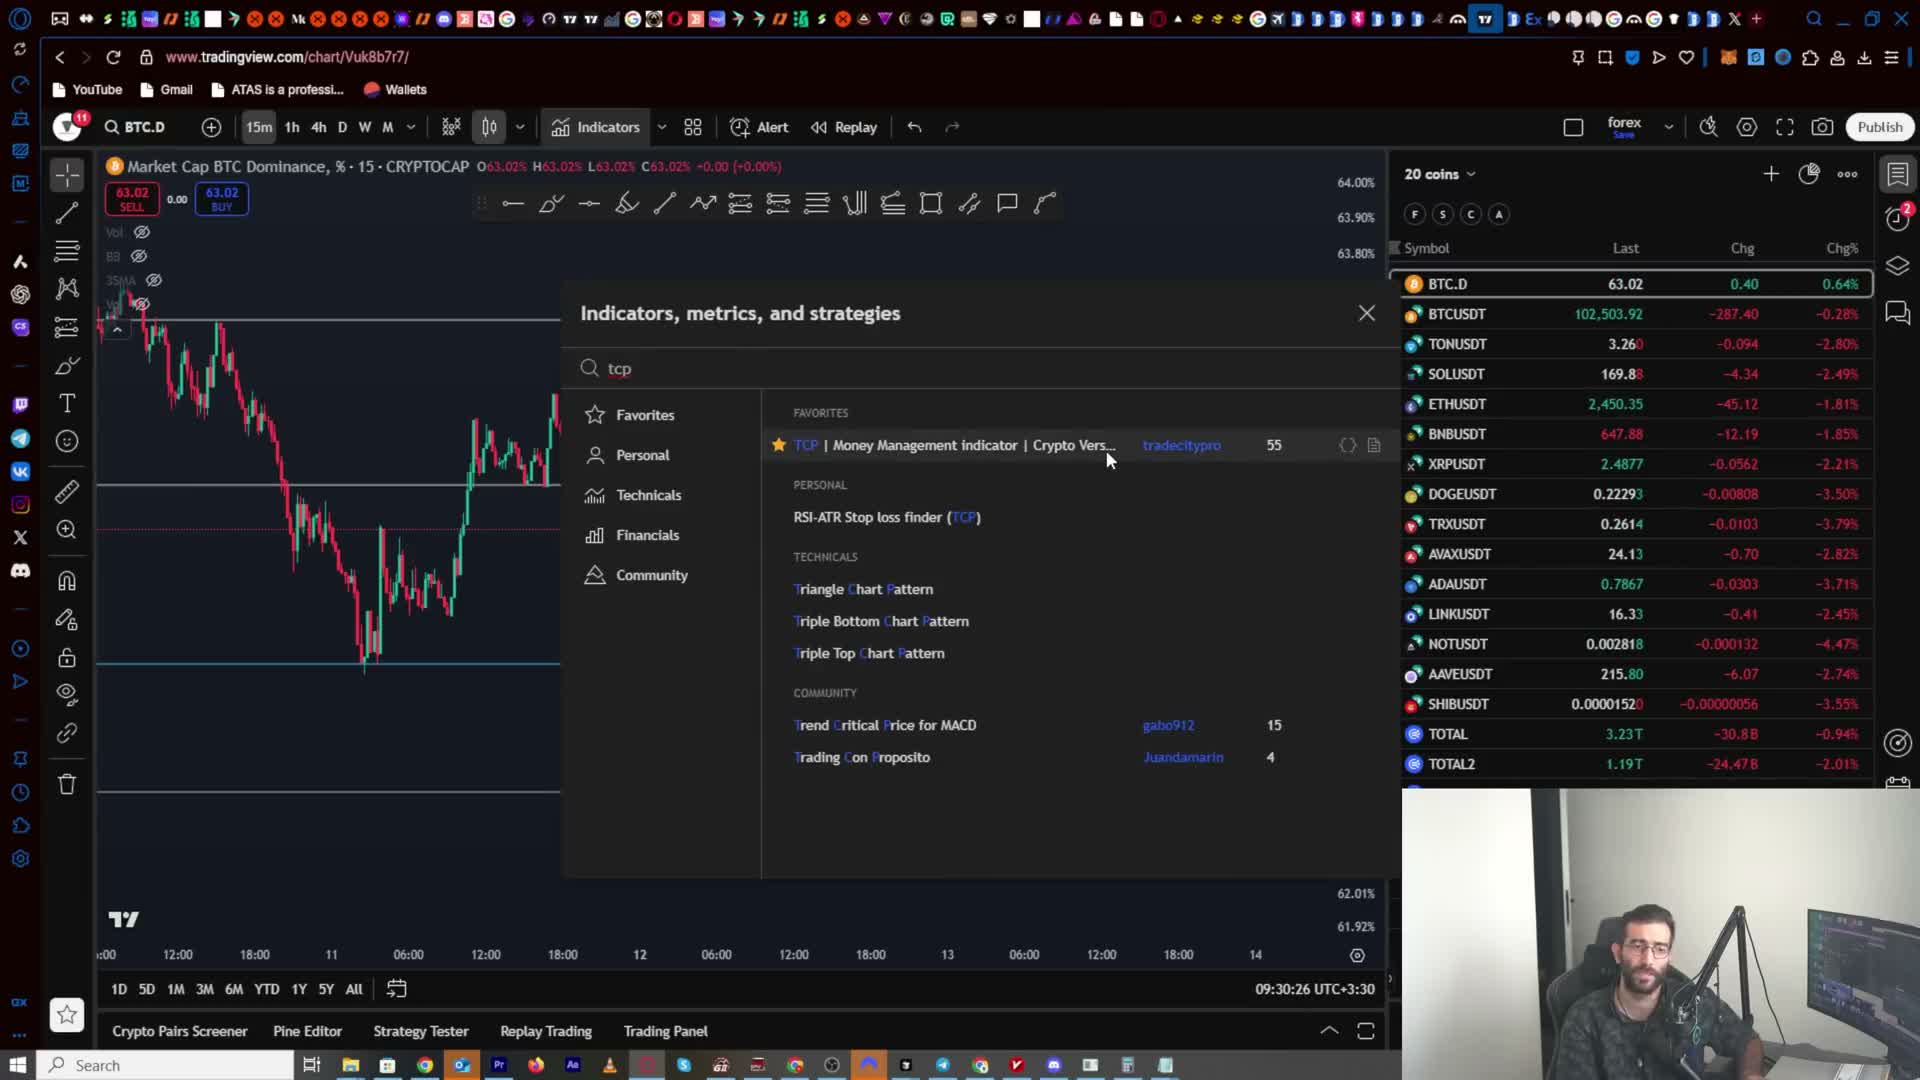 www.tradingview.com/chart/Vuk8b7r7/
YouTube
Gmail
ATAS is a professi...
Wallets
11
BTC.D
15m
1h
4h
D
W
M
Indicators
Alert
Replay
forex
Save
Publish
Market Cap BTC Dominance, % · 15 · CRYPTOCAP O63.02% H63.02% L63.02% C63.02% +0.00 (+0.00%)
63.02
SELL
0.00
63.02
BUY
Vol
BB
3SMA
64.00%
63.90%
63.80%
62.01%
61.92%
Indicators, metrics, and strategies
tcp
Favorites
Personal
Technicals
Financials
Community
FAVORITES
TCP | Money Management indicator | Crypto Vers... tradecitypro 55
PERSONAL
RSI-ATR Stop loss finder (TCP)
TECHNICALS
Triangle Chart Pattern
Triple Bottom Chart Pattern
Triple Top Chart Pattern
COMMUNITY
Trend Critical Price for MACD gabo912 15
Trading Con Proposito Juandamarin 4
20 coins
F S C A
2
Symbol Last Chg Chg%
BTC.D 63.02 0.40 0.64%
BTCUSDT 102,503.92 −287.40 −0.28%
TONUSDT 3.260 −0.094 −2.80%
SOLUSDT 169.88 −4.34 −2.49%
ETHUSDT 2,450.35 −45.12 −1.81%
BNBUSDT 647.88 −12.19 −1.85%
XRPUSDT 2.4877 −0.0562 −2.21%
DOGEUSDT 0.22293 −0.00808 −3.50%
TRXUSDT 0.2614 −0.0103 −3.79%
AVAXUSDT 24.13 −0.70 −2.82%
ADAUSDT 0.7867 −0.0303 −3.71%
LINKUSDT 16.33 −0.41 −2.45%
NOTUSDT 0.002818 −0.000132 −4.47%
AAVEUSDT 215.80 −6.07 −2.74%
SHIBUSDT 0.00001520 −0.00000056 −3.55%
TOTAL 3.23T −30.8B −0.94%
TOTAL2 1.19T −24.47B −2.01%
:00 12:00 18:00 11 06:00 12:00 18:00 12 06:00 12:00 18:00 13 06:00 12:00 18:00 14
1D 5D 1M 3M 6M YTD 1Y 5Y All
09:30:26 UTC+3:30
Crypto Pairs Screener
Pine Editor
Strategy Tester
Replay Trading
Trading Panel
Search